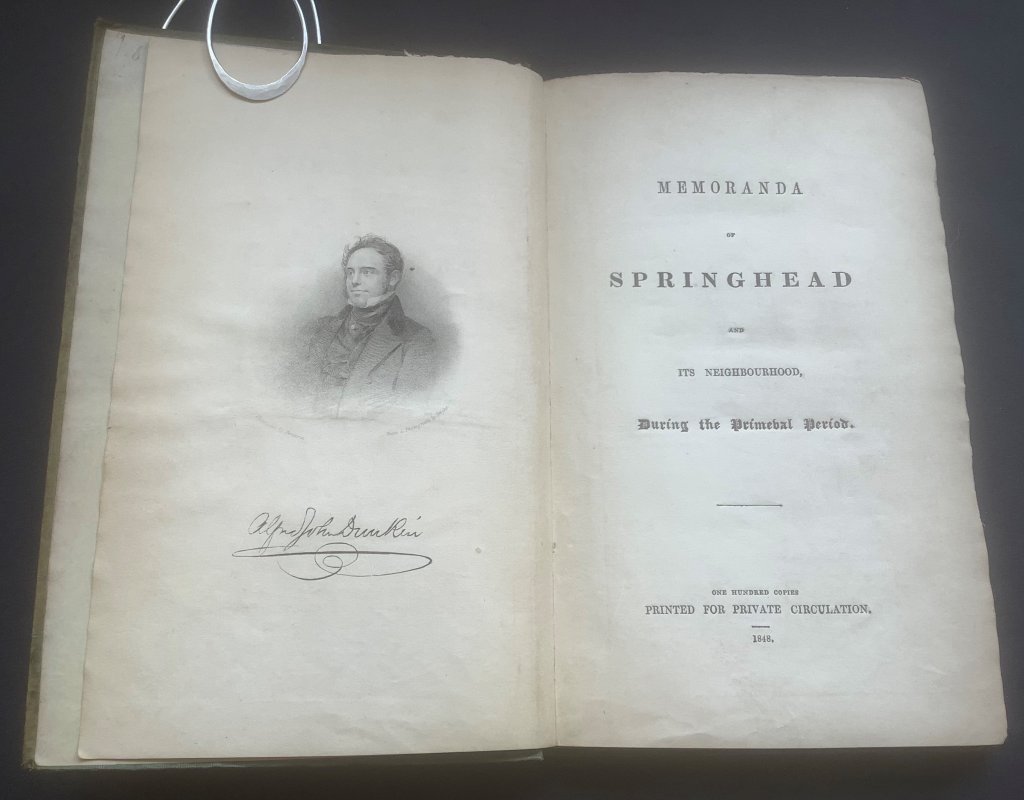 Alfred John Dunkin
MEMORANDA
OF
SPRINGHEAD
AND
ITS NEIGHBOURHOOD,
During the Primeval Period.
ONE HUNDRED COPIES
PRINTED FOR PRIVATE CIRCULATION.
1848.